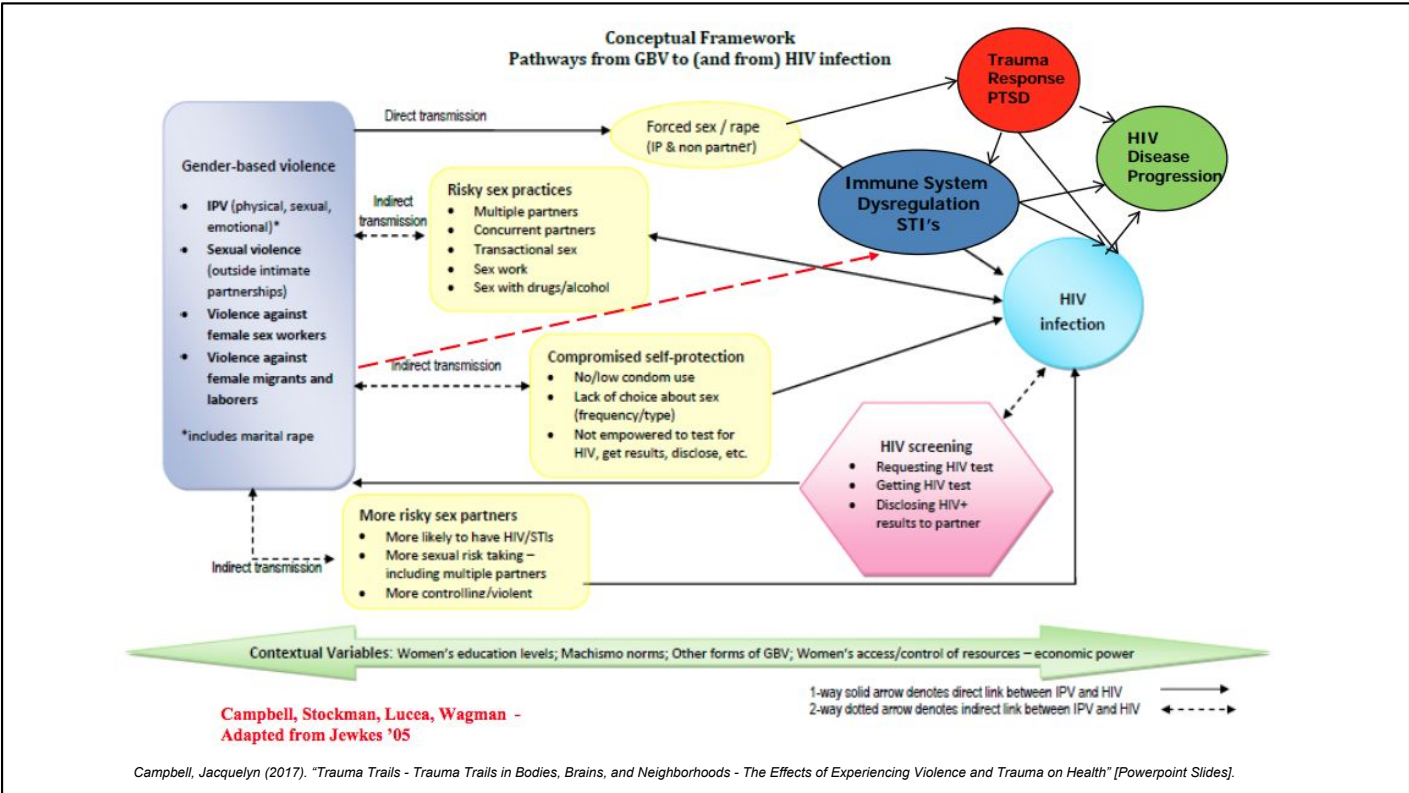 Conceptual Framework
Pathways from GBV to (and from) HIV infection
Gender-based violence
• IPV (physical, sexual,
emotional)*
• Sexual violence
(outside intimate
partnerships)
• Violence against
female sex workers
• Violence against
female migrants and
laborers
*includes marital rape
Direct transmission
Forced sex / rape
(IP & non partner)
Trauma
Response
PTSD
HIV
Disease
Progression
Immune System
Dysregulation
STI's
Indirect
transmission
Risky sex practices
• Multiple partners
• Concurrent partners
• Transactional sex
• Sex work
• Sex with drugs/alcohol
HIV
infection
Indirect transmission
Compromised self-protection
• No/low condom use
• Lack of choice about sex
(frequency/type)
• Not empowered to test for
HIV, get results, disclose, etc.
HIV screening
• Requesting HIV test
• Getting HIV test
• Disclosing HIV+
results to partner
Indirect transmission
More risky sex partners
• More likely to have HIV/STIs
• More sexual risk taking –
including multiple partners
• More controlling/violent
Contextual Variables: Women's education levels; Machismo norms; Other forms of GBV; Women's access/control of resources – economic power
1-way solid arrow denotes direct link between IPV and HIV
2-way dotted arrow denotes indirect link between IPV and HIV
Campbell, Stockman, Lucea, Wagman -
Adapted from Jewkes '05
Campbell, Jacquelyn (2017). "Trauma Trails - Trauma Trails in Bodies, Brains, and Neighborhoods - The Effects of Experiencing Violence and Trauma on Health" [Powerpoint Slides].